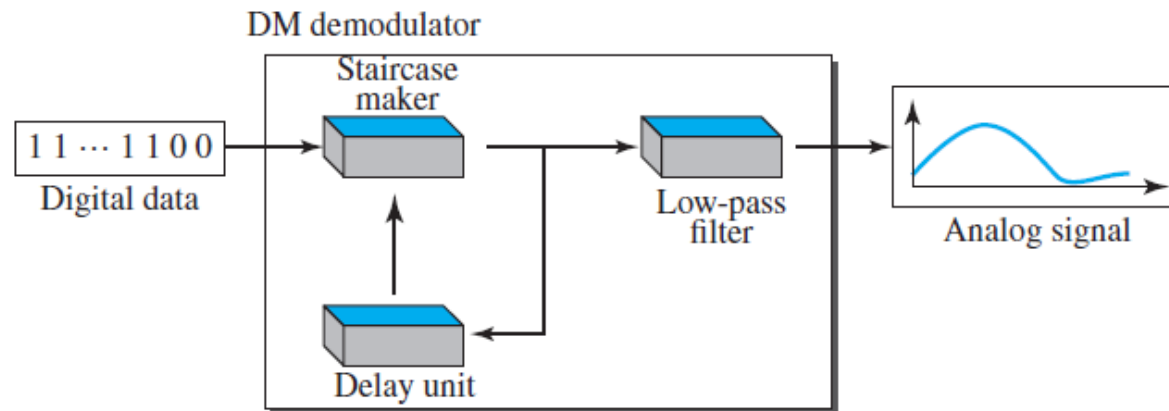 DM demodulator
Staircase
maker
1 1 ··· 1 1 0 0
Digital data
Low-pass
filter
Analog signal
Delay unit